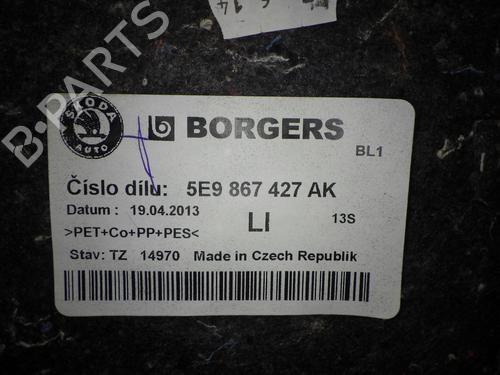 B-PARTS
SKODA
AUTO
BORGERS
BL1
Číslo dílu: 5E9 867 427 AK
Datum : 19.04.2013
LI
13S
>PET+Co+PP+PES<
Stav: TZ 14970 Made in Czech Republik